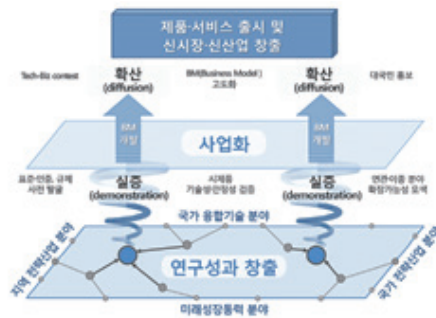 제품·서비스 출시 및
신시장·신산업 창출
Tech-Biz contest
확산
(diffusion)
BM(Business Model)
고도화
확산
(diffusion)
대국민 홍보
BM
개발
BM
개발
사업화
표준·인증, 규제
사전 발굴
실증
(demonstration)
시제품
기술성·안정성 검증
실증
(demonstration)
연관·이종 분야
확장가능성 모색
국가 융합기술 분야
지역 전략산업 분야
연구성과 창출
국가 전략산업 분야
미래성장동력 분야